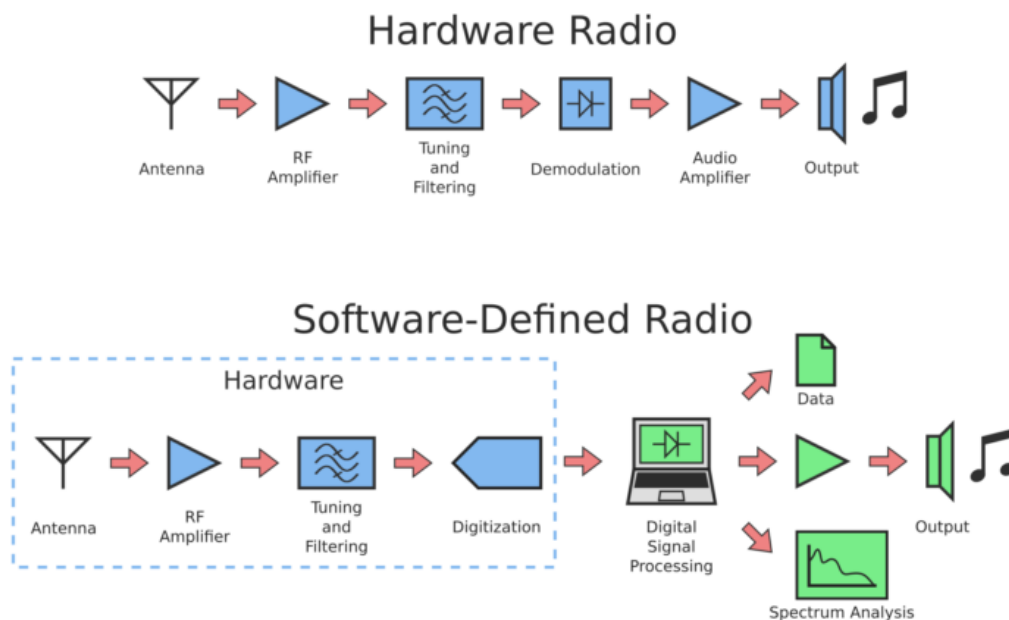 Hardware Radio
Antenna
RF
Amplifier
Tuning
and
Filtering
Demodulation
Audio
Amplifier
Output
Software-Defined Radio
Hardware
Antenna
RF
Amplifier
Tuning
and
Filtering
Digitization
Digital
Signal
Processing
Data
Output
Spectrum Analysis